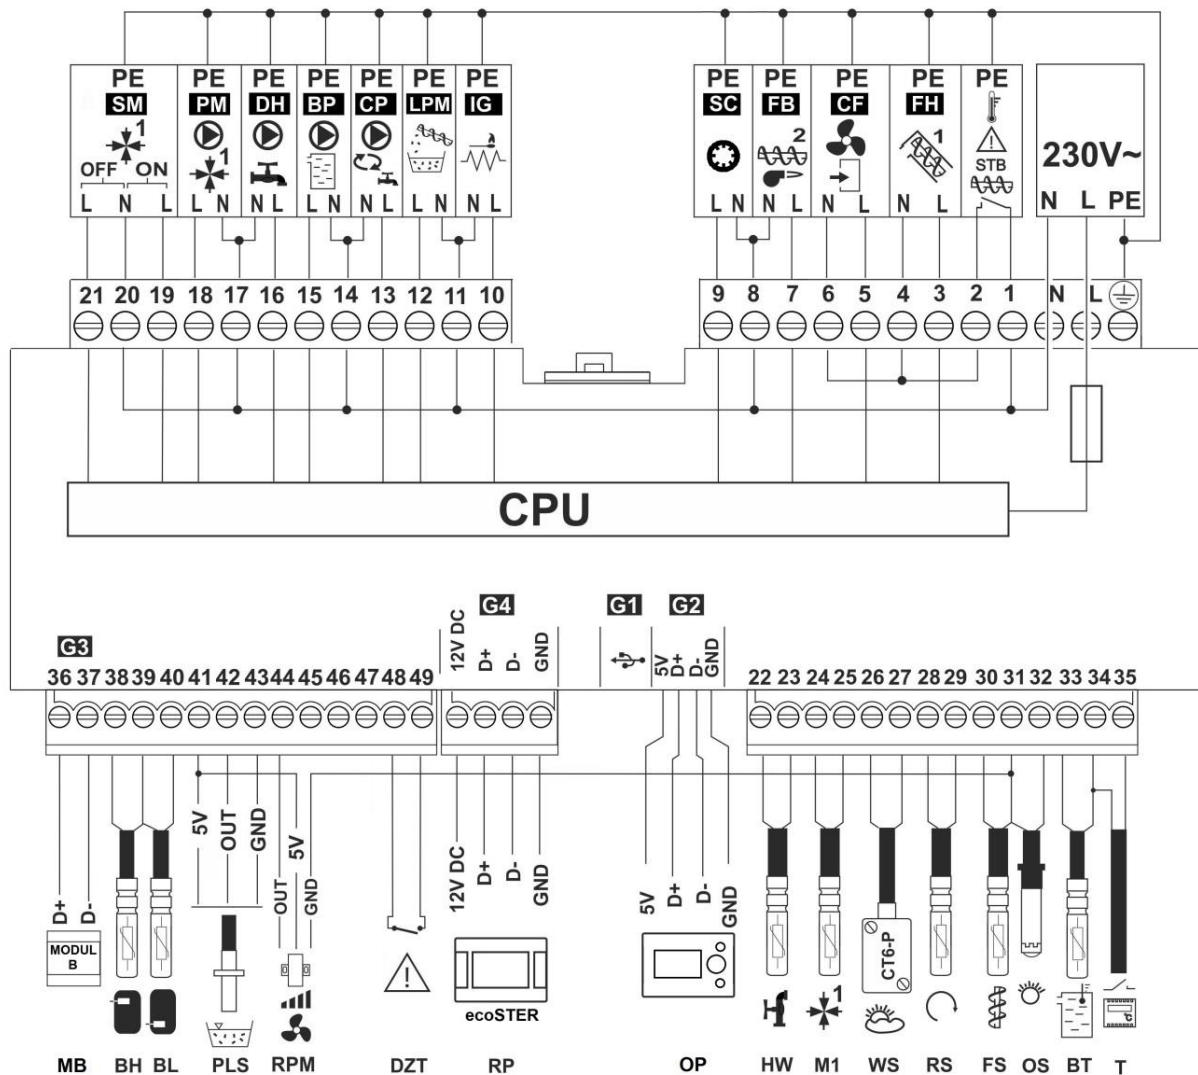 PE PE PE PE PE PE PE PE PE PE PE PE
SM PM DH BP CP LPM IG SC FB CF FH
1 1 2 1
OFF ON STB 230V~
L N L L N N L L N N L L N N L L N N L N L N L N L PE
21 20 19 18 17 16 15 14 13 12 11 10 9 8 7 6 5 4 3 2 1 N L
CPU
G3 G4 G1 G2
12V DC D+ D- GND 5V D+ D- GND
36 37 38 39 40 41 42 43 44 45 46 47 48 49 22 23 24 25 26 27 28 29 30 31 32 33 34 35
D+ D- 5V OUT GND OUT 5V GND 12V DC D+ D- GND 5V D+ D- GND
MODUL
B
CT6-P
ecoSTER
1
°C
MB BH BL PLS RPM DZT RP OP HW M1 WS RS FS OS BT T